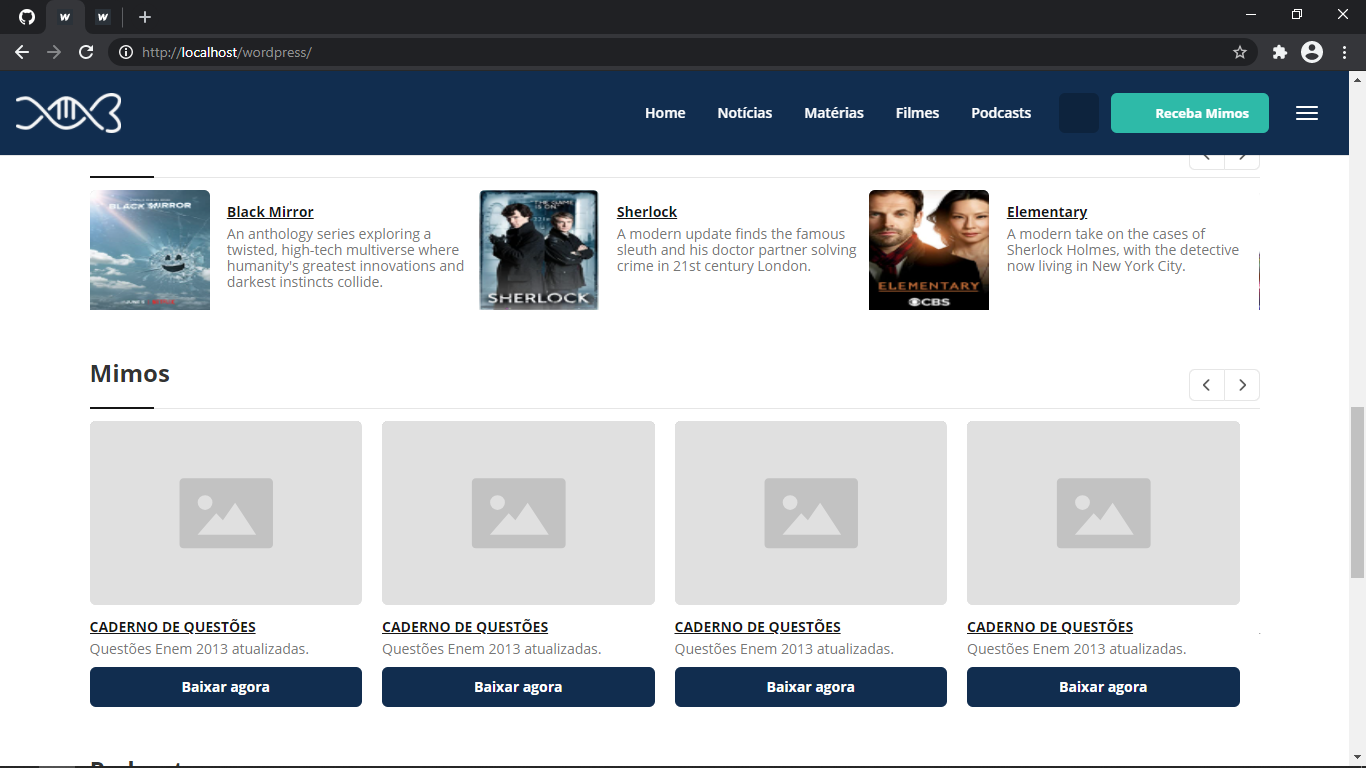 http://localhost/wordpress/
Home Notícias Matérias Filmes Podcasts Receba Mimos
BLACK MIRROR
Black Mirror
An anthology series exploring a
twisted, high-tech multiverse where
humanity's greatest innovations and
darkest instincts collide.
THE GAME
IS ON
SHERLOCK
Sherlock
A modern update finds the famous
sleuth and his doctor partner solving
crime in 21st century London.
ELEMENTARY
CBS
Elementary
A modern take on the cases of
Sherlock Holmes, with the detective
now living in New York City.
Mimos
CADERNO DE QUESTÕES CADERNO DE QUESTÕES CADERNO DE QUESTÕES CADERNO DE QUESTÕES
Questões Enem 2013 atualizadas. Questões Enem 2013 atualizadas. Questões Enem 2013 atualizadas. Questões Enem 2013 atualizadas.
Baixar agora Baixar agora Baixar agora Baixar agora